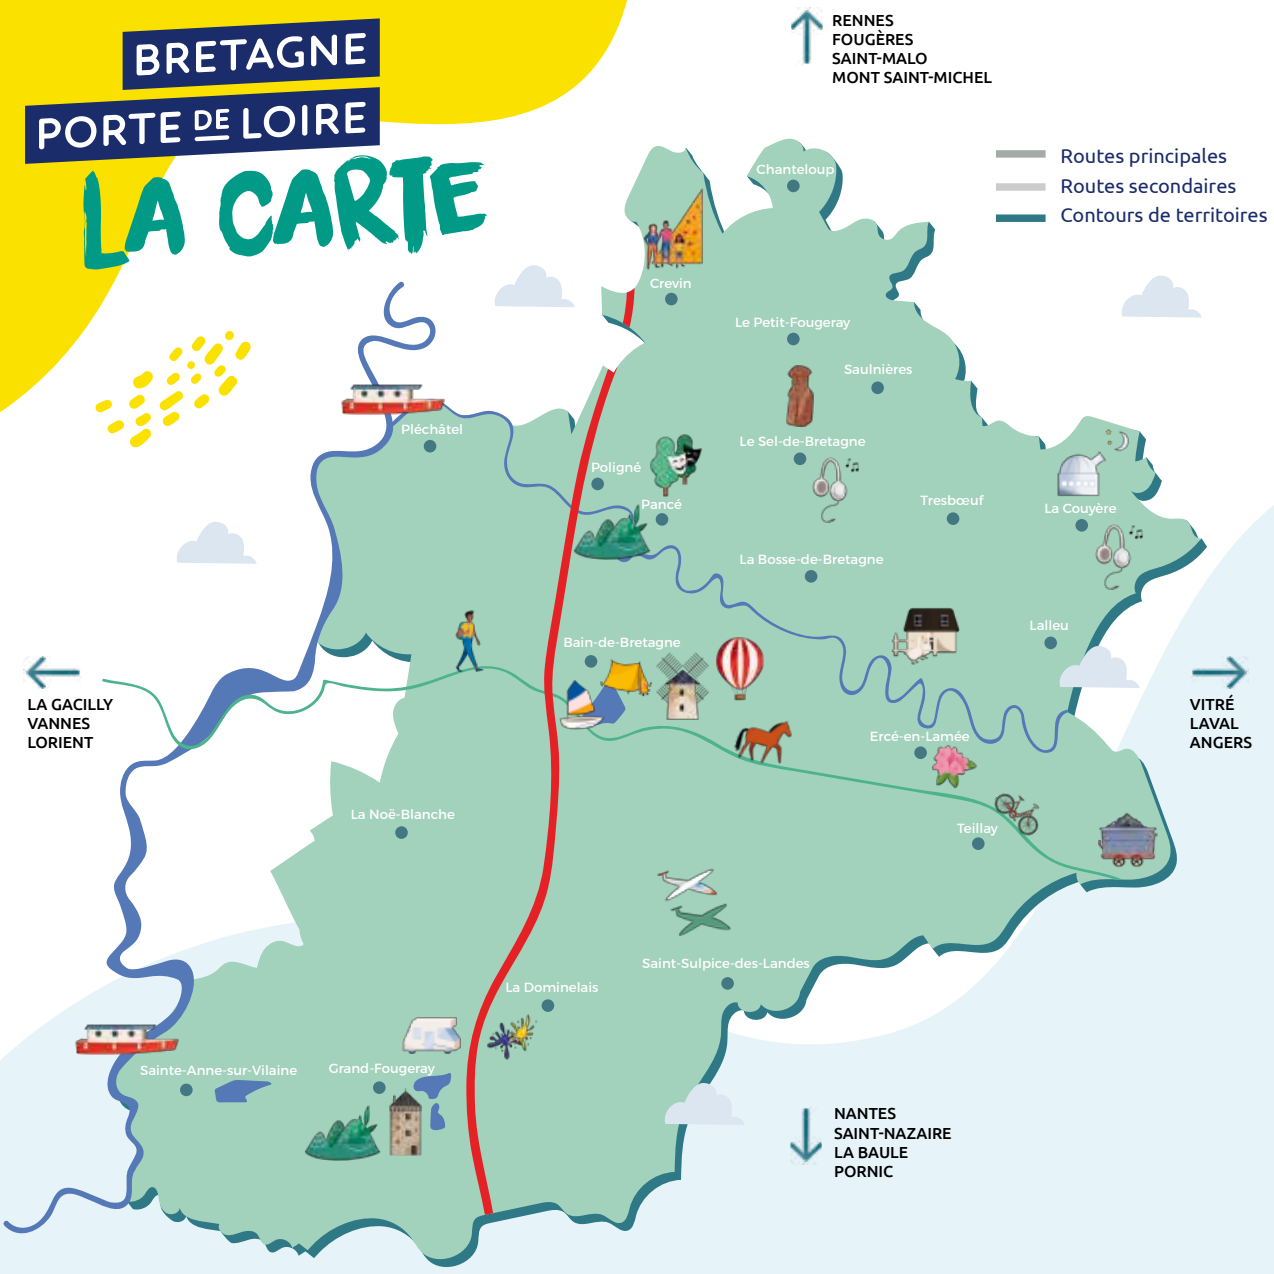 BRETAGNE
PORTE DE LOIRE
LA CARTE
RENNES
FOUGÈRES
SAINT-MALO
MONT SAINT-MICHEL
Routes principales
Routes secondaires
Contours de territoires
Chanteloup
Crevin
Le Petit-Fougeray
Saulnières
Pléchâtel
Le Sel-de-Bretagne
Poligné
Pancé
Tresbœuf
La Couyère
La Bosse-de-Bretagne
Lalleu
Bain-de-Bretagne
LA GACILLY
VANNES
LORIENT
VITRÉ
LAVAL
ANGERS
Ercé-en-Lamée
La Noë-Blanche
Teillay
Saint-Sulpice-des-Landes
La Dominelais
Sainte-Anne-sur-Vilaine
Grand-Fougeray
NANTES
SAINT-NAZAIRE
LA BAULE
PORNIC